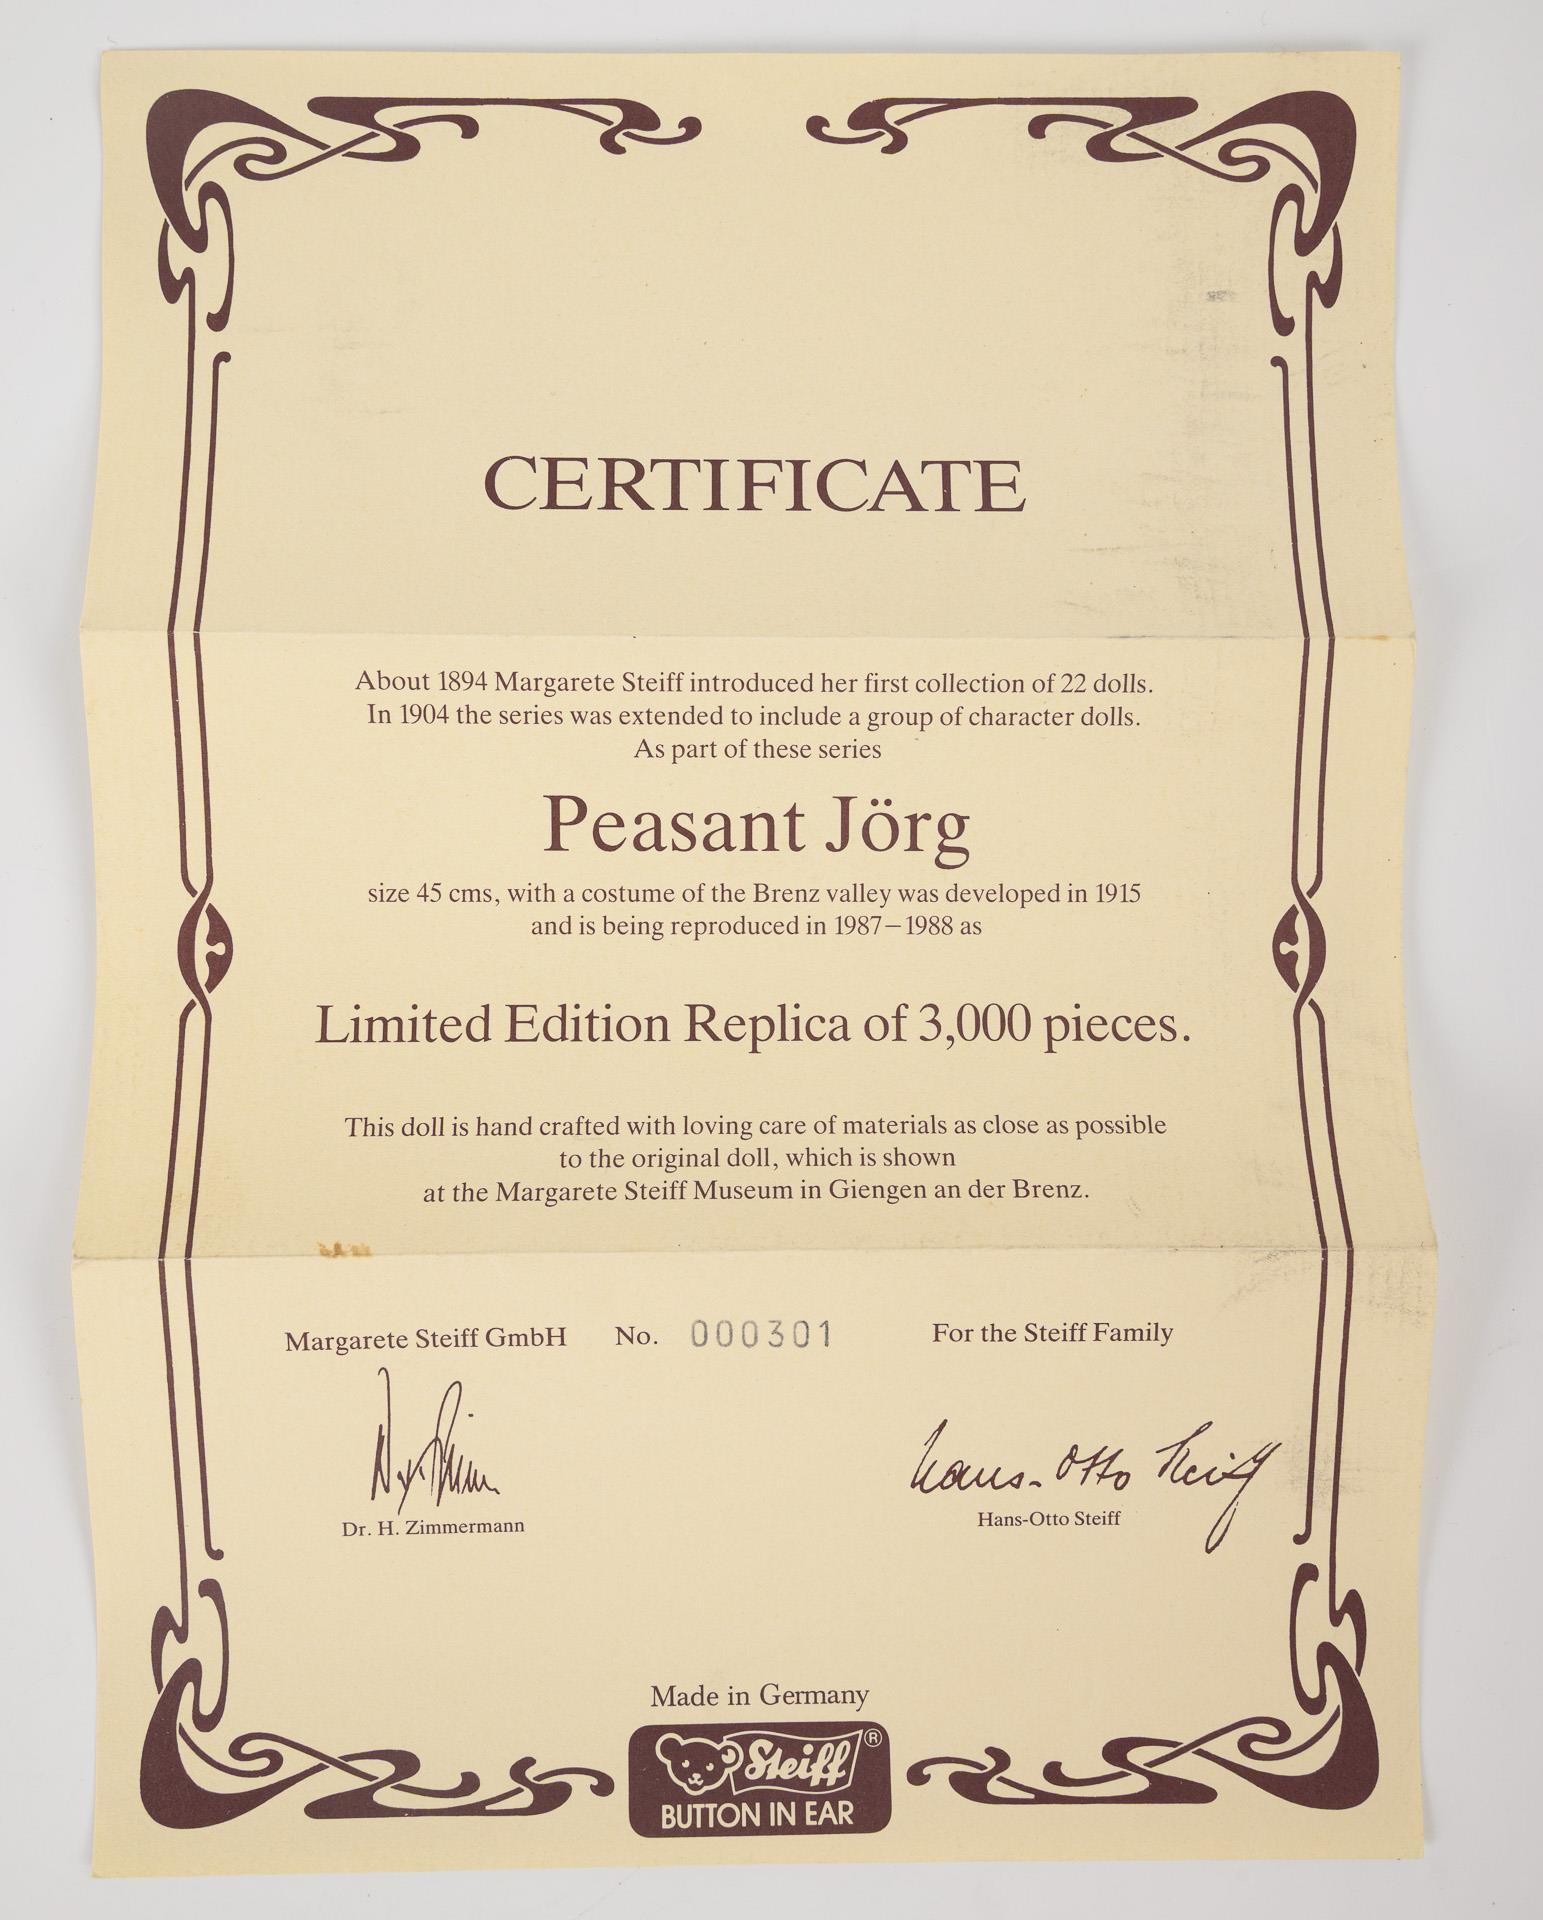 CERTIFICATE
About 1894 Margarete Steiff introduced her first collection of 22 dolls.
In 1904 the series was extended to include a group of character dolls.
As part of these series
Peasant Jörg
size 45 cms, with a costume of the Brenz valley was developed in 1915
and is being reproduced in 1987–1988 as
Limited Edition Replica of 3,000 pieces.
This doll is hand crafted with loving care of materials as close as possible
to the original doll, which is shown
at the Margarete Steiff Museum in Giengen an der Brenz.
Margarete Steiff GmbH No. 000301 For the Steiff Family
Hans-Otto Steiff
Dr. H. Zimmermann
Hans-Otto Steiff
Made in Germany
Steiff ®
BUTTON IN EAR